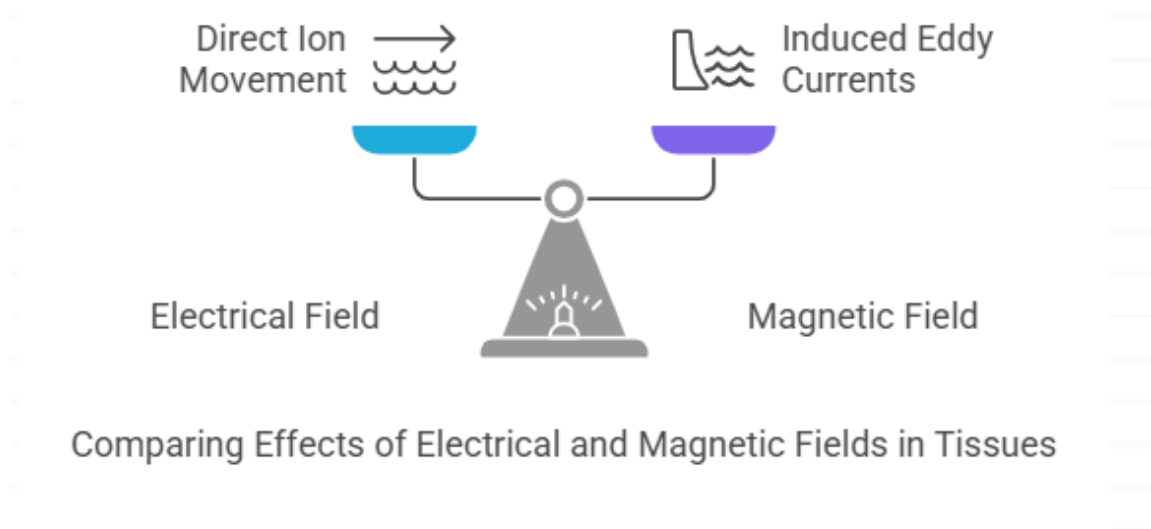 Direct Ion
Movement
Induced Eddy
Currents
Electrical Field
Magnetic Field
Comparing Effects of Electrical and Magnetic Fields in Tissues